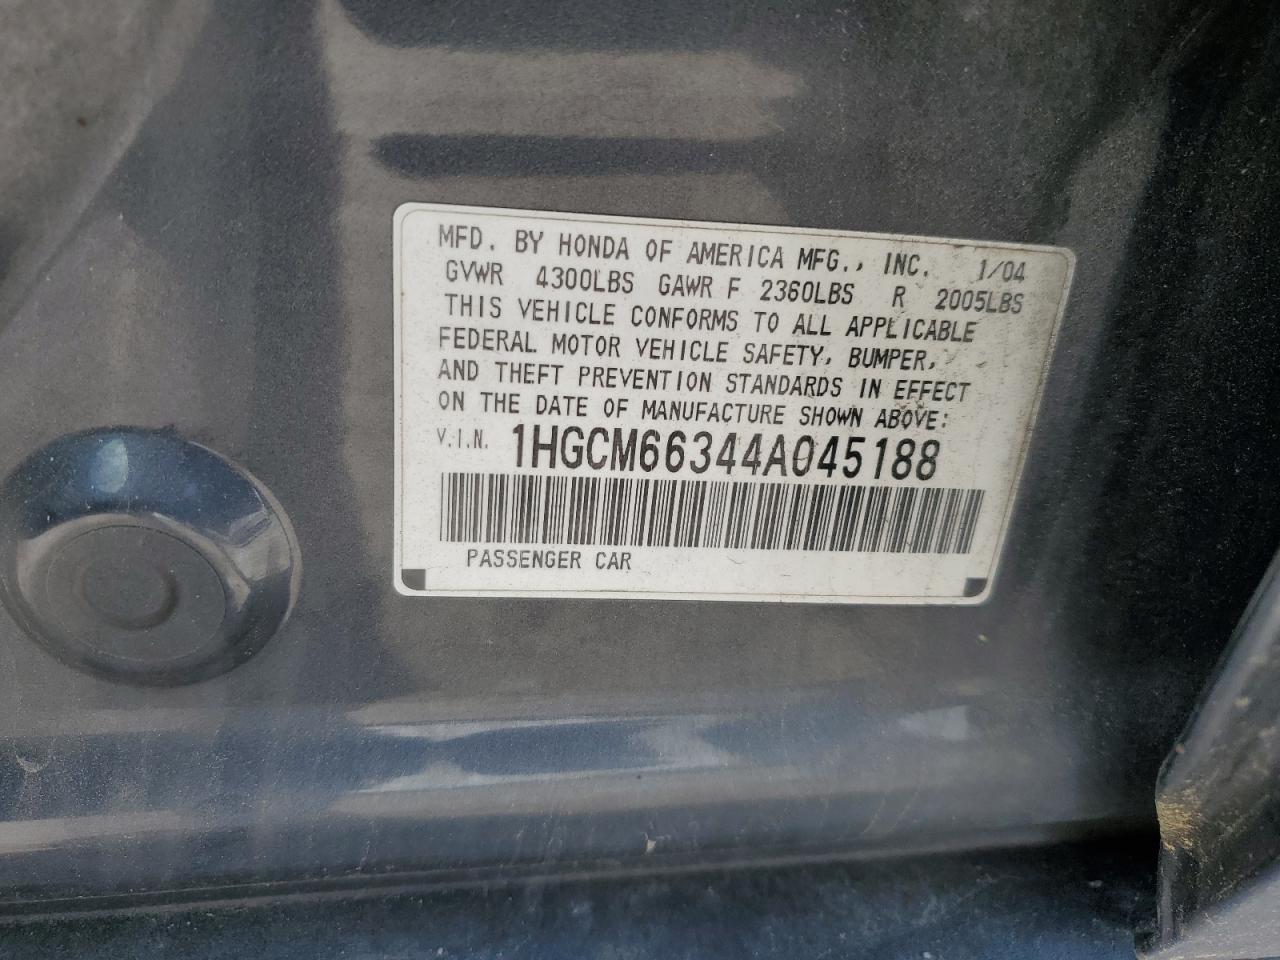 MFD. BY HONDA OF AMERICA MFG., INC. 1/04
GVWR 4300LBS GAWR F 2360LBS R 2005LBS
THIS VEHICLE CONFORMS TO ALL APPLICABLE
FEDERAL MOTOR VEHICLE SAFETY, BUMPER,
AND THEFT PREVENTION STANDARDS IN EFFECT
ON THE DATE OF MANUFACTURE SHOWN ABOVE:
V.I.N. 1HGCM66344A045188
PASSENGER CAR